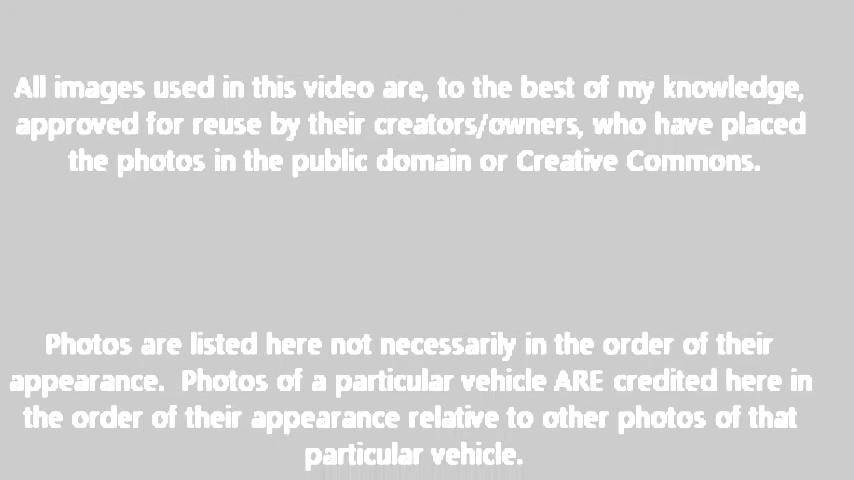 All images used in this video are, to the best of my knowledge,
approved for reuse by their creators/owners, who have placed
the photos in the public domain or Creative Commons.
Photos are listed here not necessarily in the order of their
appearance.  Photos of a particular vehicle ARE credited here in
the order of their appearance relative to other photos of that
particular vehicle.